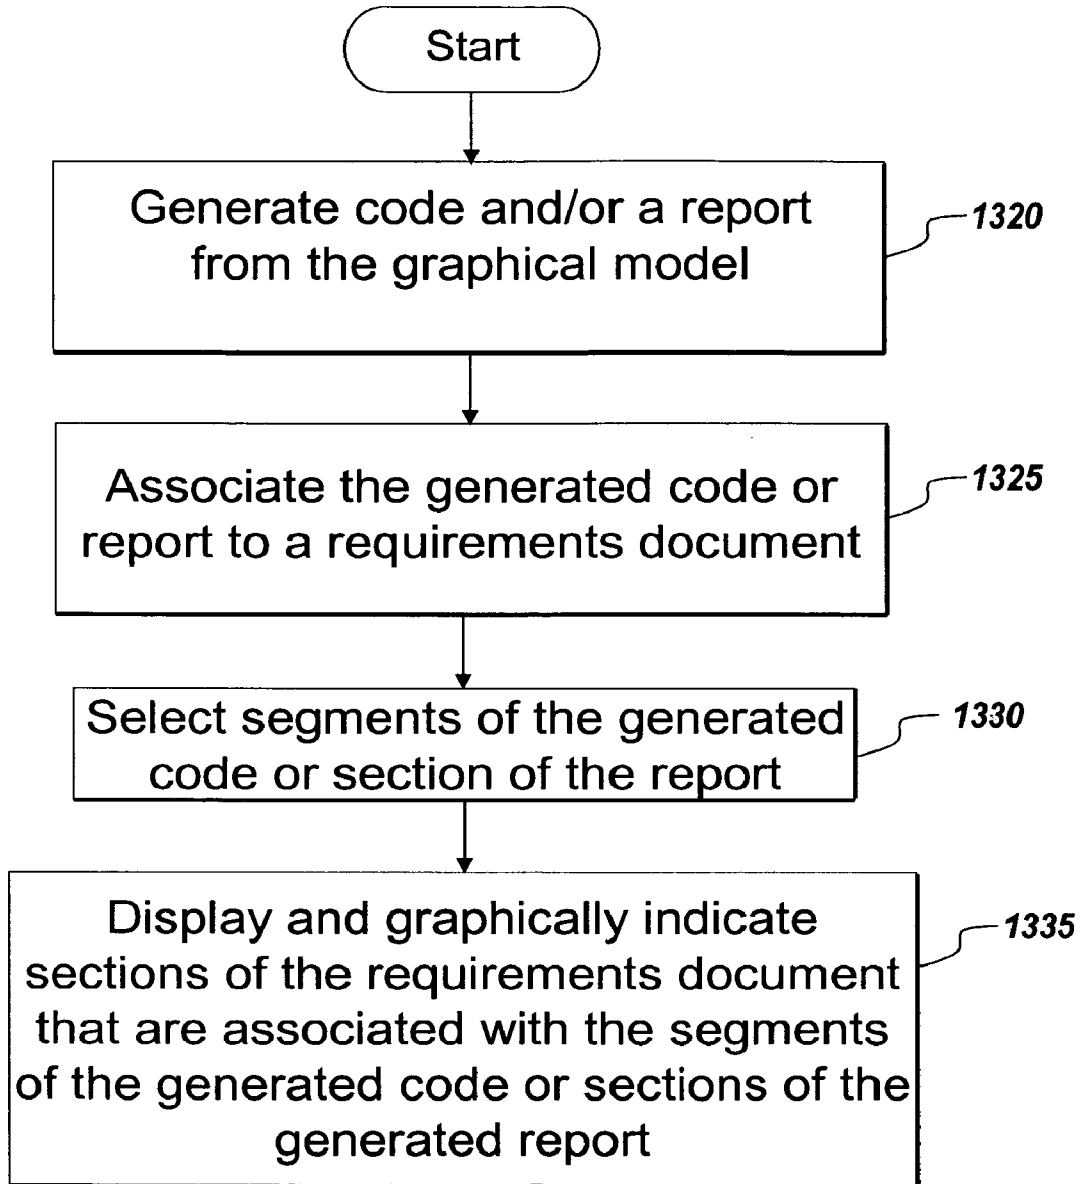 Start
Generate code and/or a report
from the graphical model
1320
Associate the generated code or
report to a requirements document
1325
Select segments of the generated
code or section of the report
1330
Display and graphically indicate
sections of the requirements document
that are associated with the segments
of the generated code or sections of the
generated report
1335